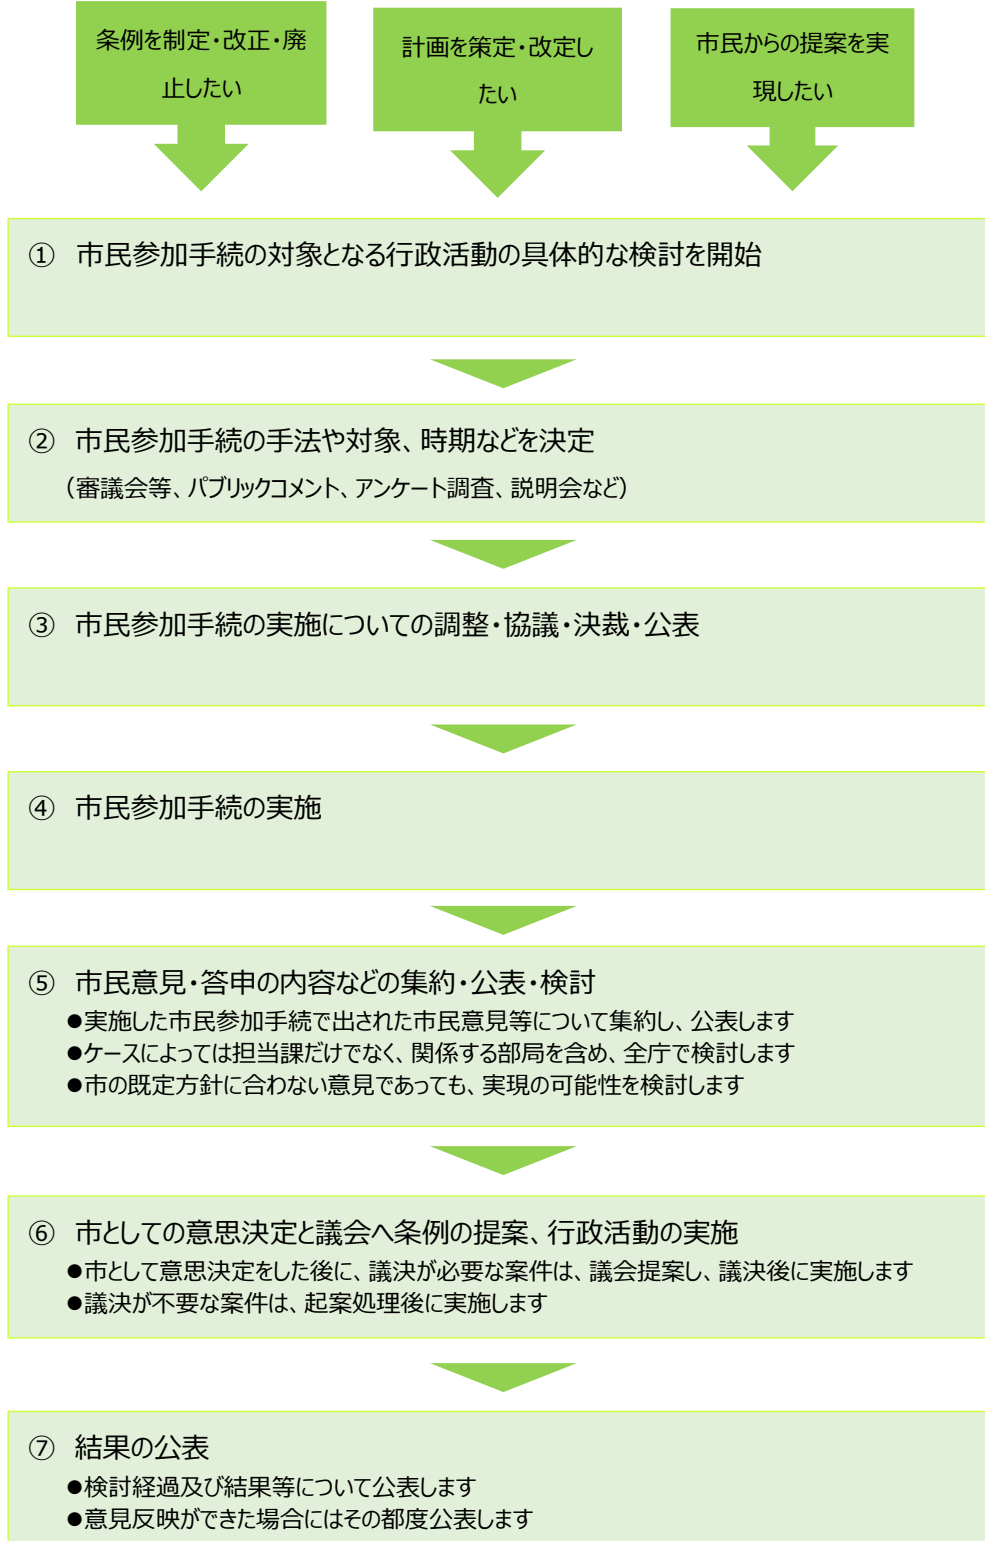 条例を制定・改正・廃
止したい
計画を策定・改定し
たい
市民からの提案を実
現したい
① 市民参加手続の対象となる行政活動の具体的な検討を開始
② 市民参加手続の手法や対象、時期などを決定
（審議会等、パブリックコメント、アンケート調査、説明会など）
③ 市民参加手続の実施についての調整・協議・決裁・公表
④ 市民参加手続の実施
⑤ 市民意見・答申の内容などの集約・公表・検討
●実施した市民参加手続で出された市民意見等について集約し、公表します
●ケースによっては担当課だけでなく、関係する部局を含め、全庁で検討します
●市の既定方針に合わない意見であっても、実現の可能性を検討します
⑥ 市としての意思決定と議会へ条例の提案、行政活動の実施
●市として意思決定をした後に、議決が必要な案件は、議会提案し、議決後に実施します
●議決が不要な案件は、起案処理後に実施します
⑦ 結果の公表
●検討経過及び結果等について公表します
●意見反映ができた場合にはその都度公表します